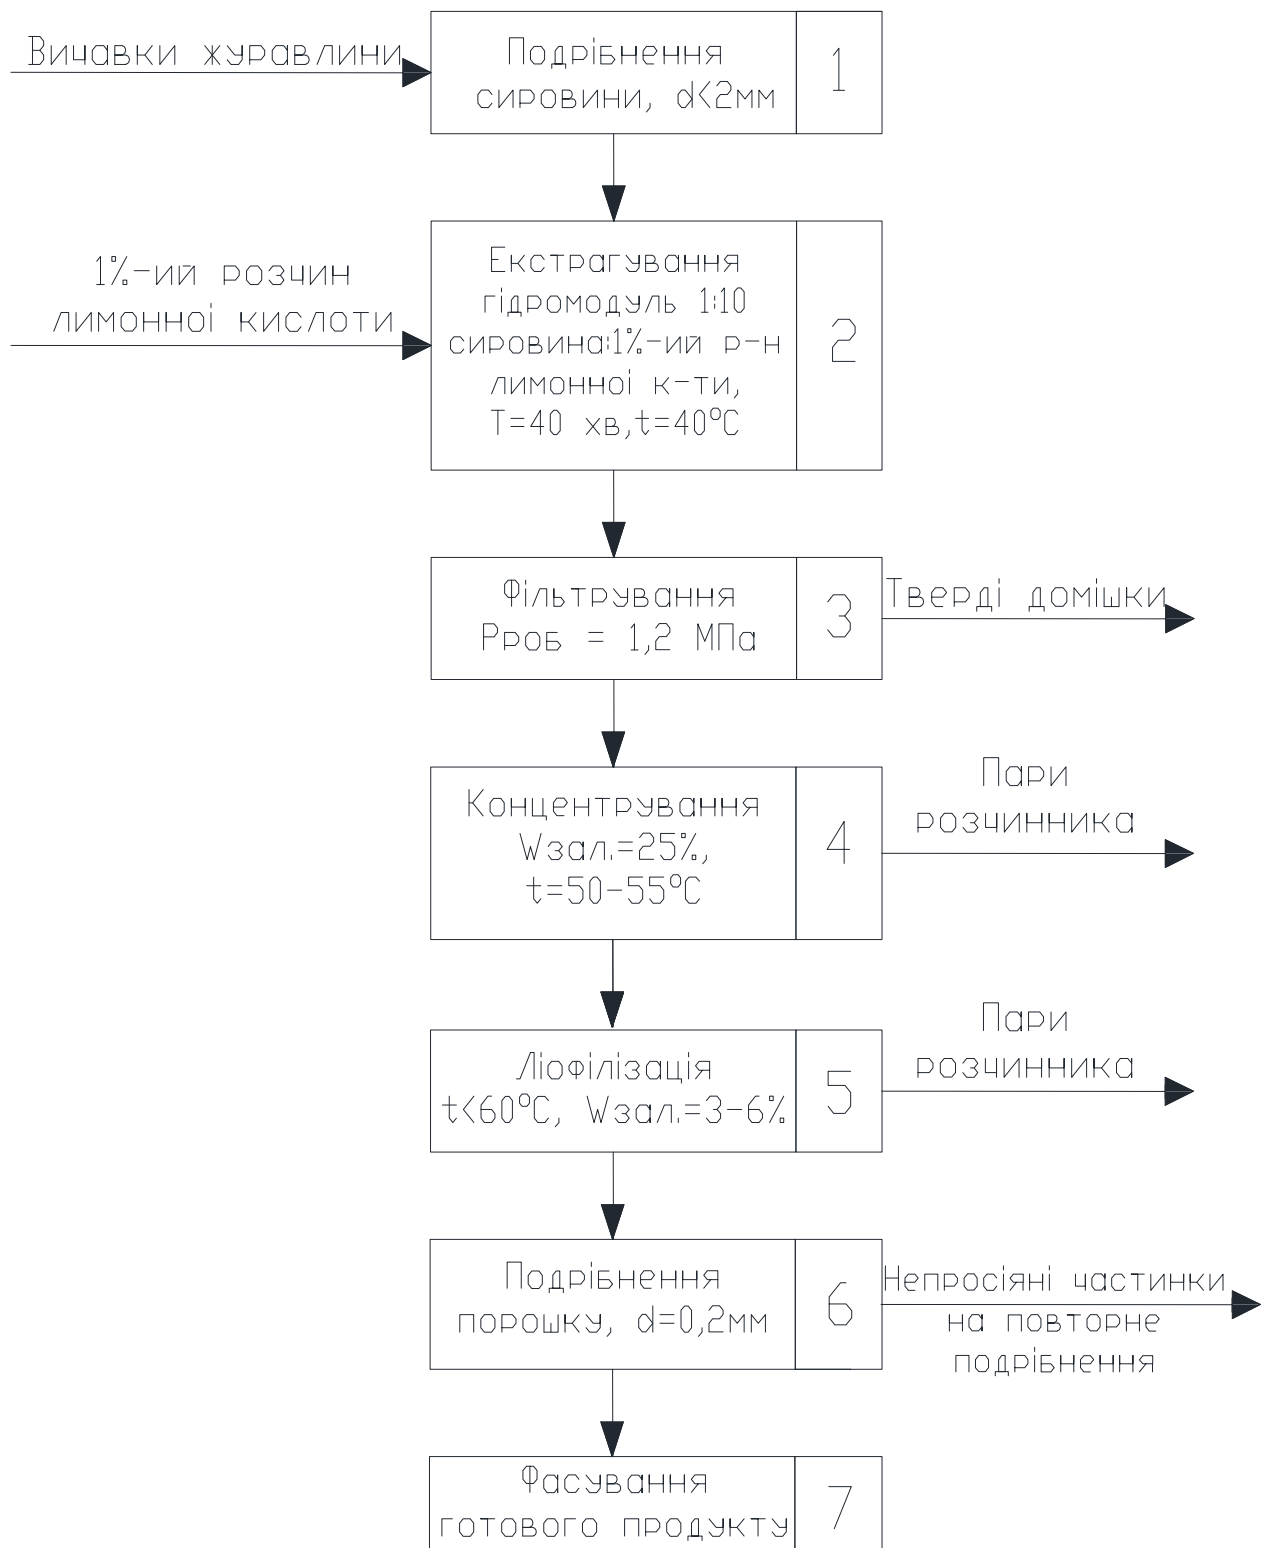 Вичавки журавлини
Подрібнення
сировини, d<2мм
1
1%-ий розчин
лимонної кислоти
Екстрагування
гідромодуль 1:10
сировина:1%-ий р-н
лимонної к-ти,
T=40 хв,t=40°C
2
Фільтрування
Рроб = 1,2 МПа
3
Тверді домішки
Концентрування
Wзал.=25%,
t=50-55°C
4
Пари
розчинника
Ліофілізація
t<60°C, Wзал.=3-6%
5
Пари
розчинника
Подрібнення
порошку, d=0,2мм
6
Непросіяні частинки
на повторне
подрібнення
Фасування
готового продукту
7